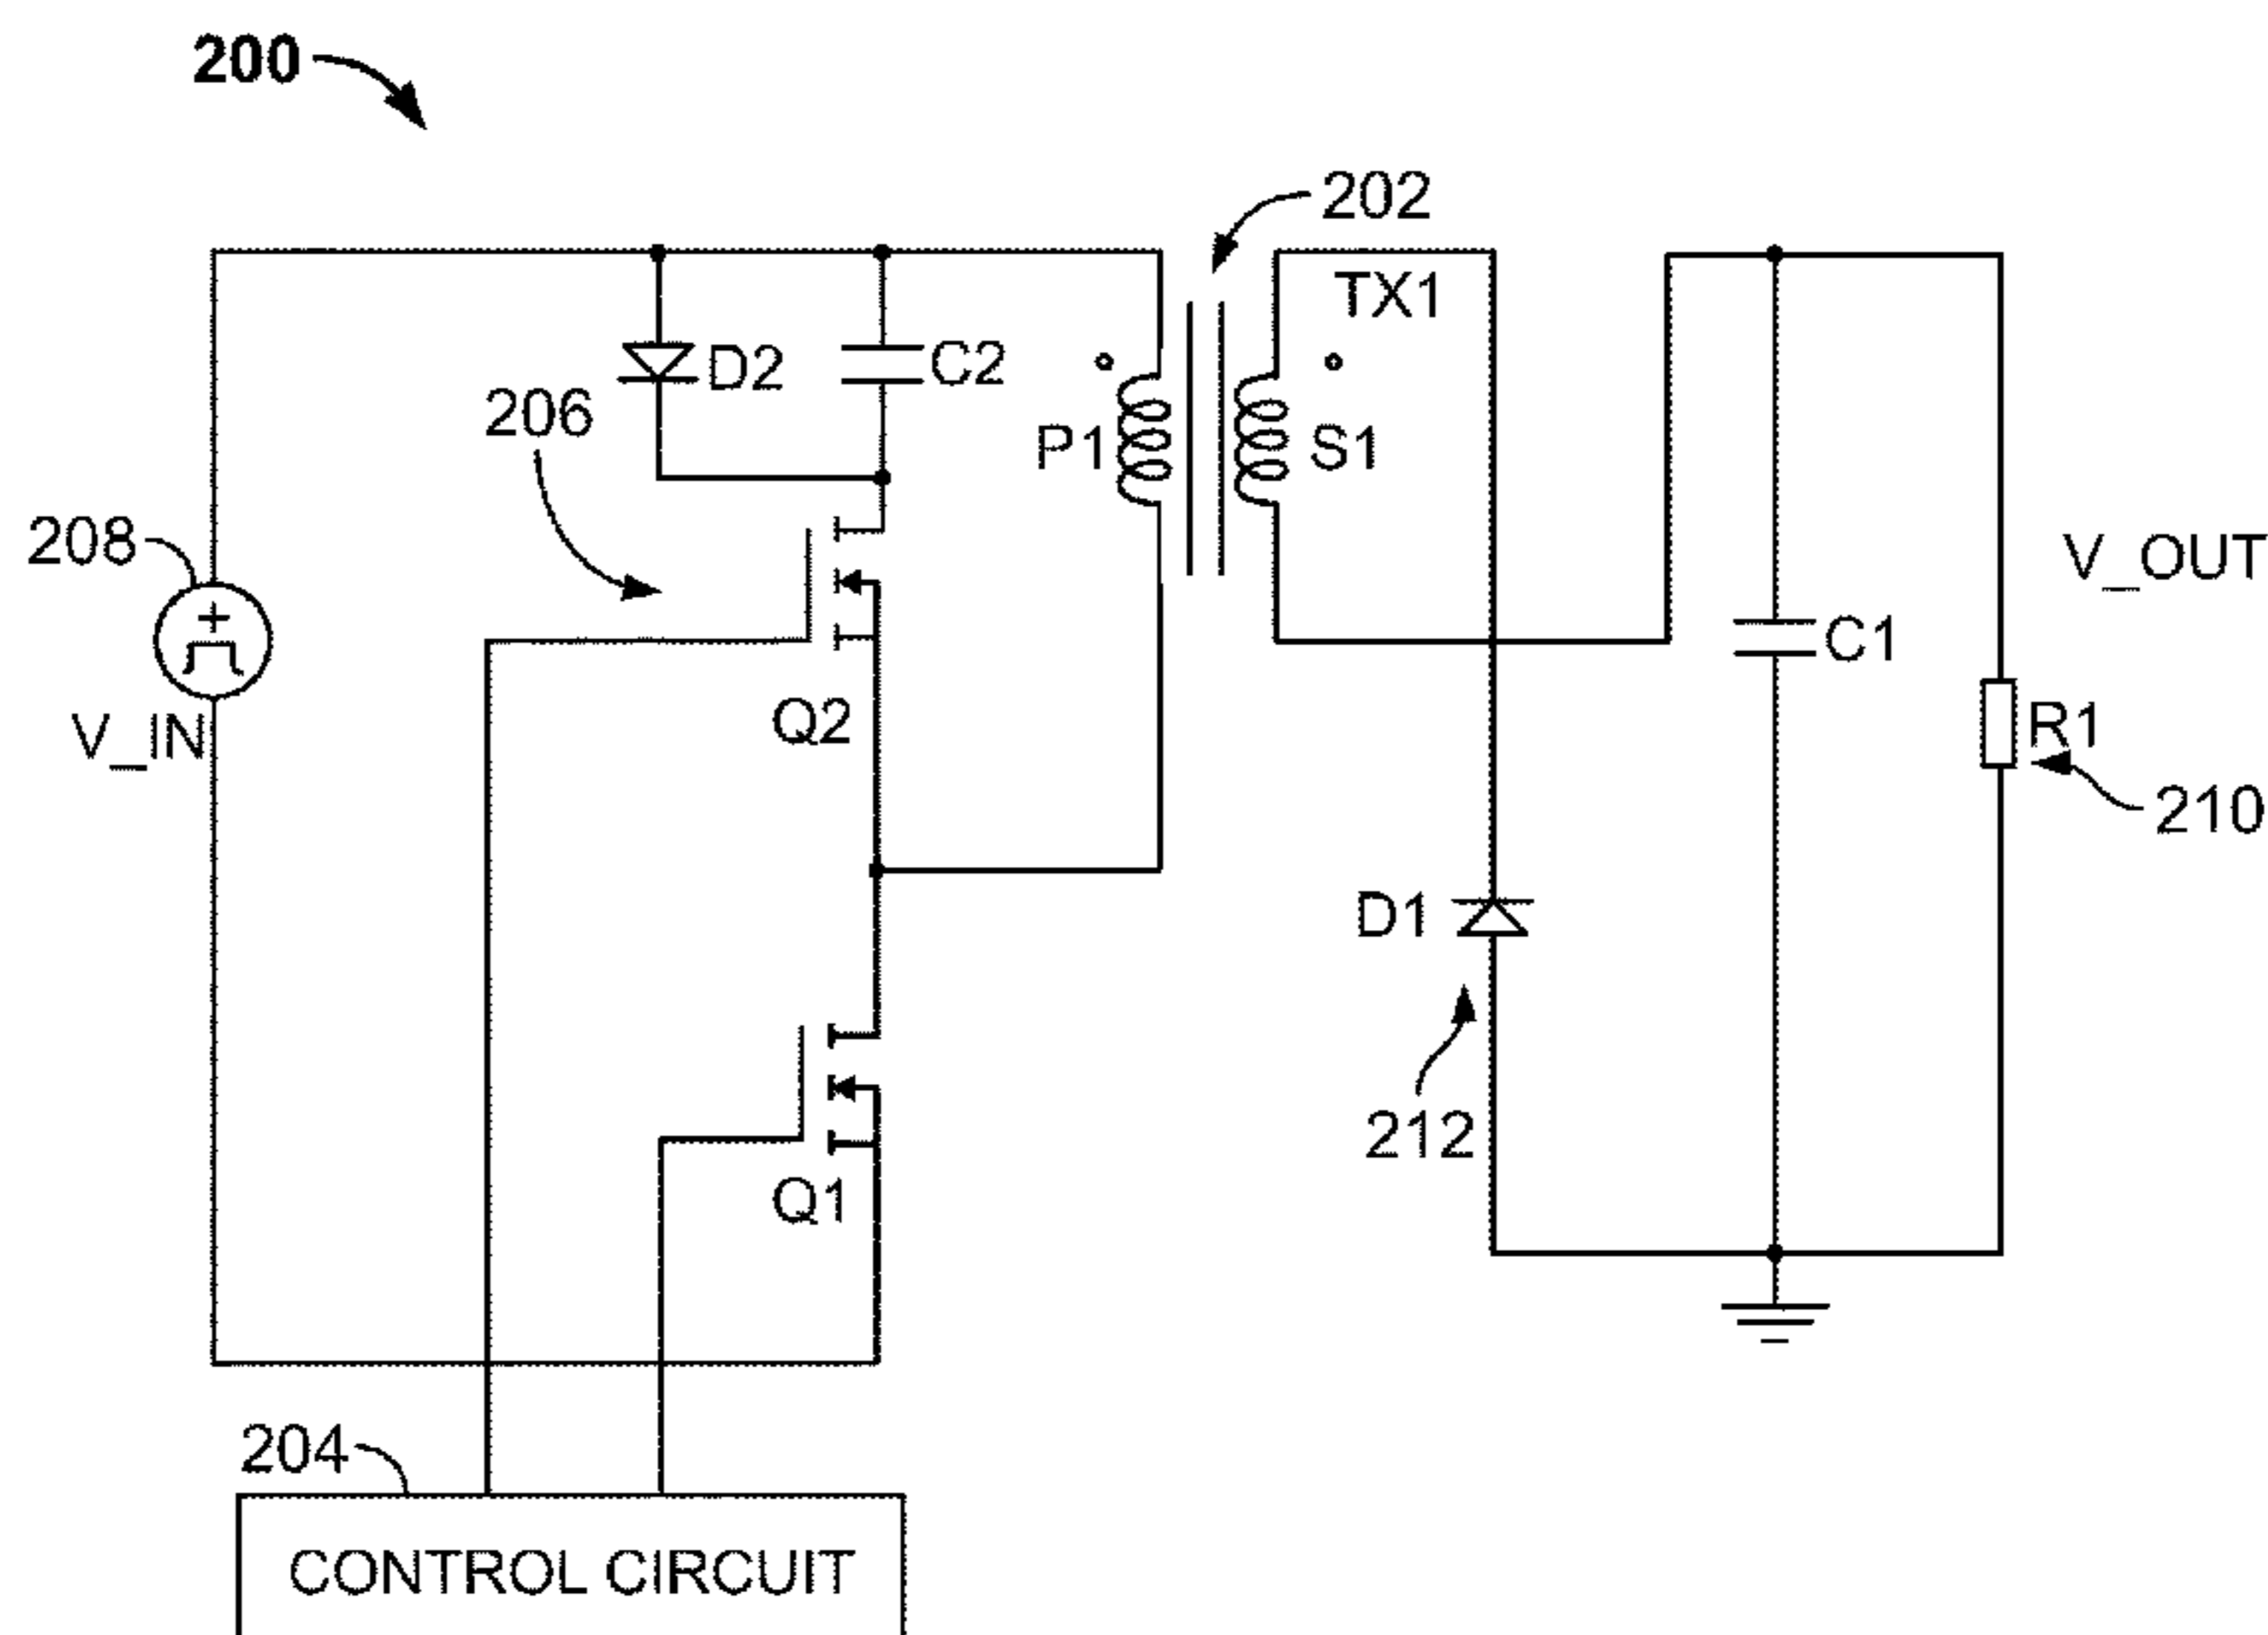 200
202
TX1
D2
C2
206
P1
S1
208
V_OUT
C1
V_IN
Q2
R1
210
D1
212
Q1
204
CONTROL CIRCUIT